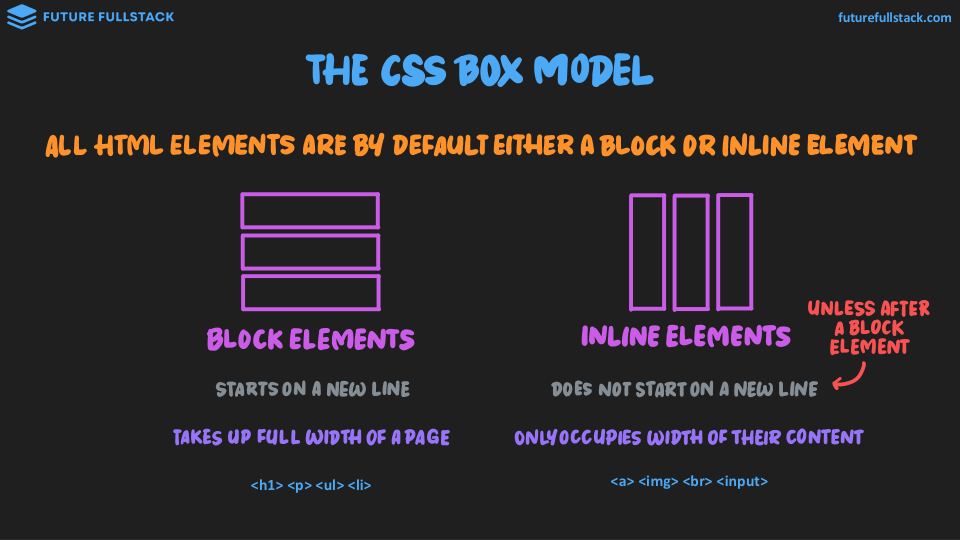 FUTURE FULLSTACK
futurefullstack.com
THE CSS BOX MODEL
ALL HTML ELEMENTS ARE BY DEFAULT EITHER A BLOCK OR INLINE ELEMENT
BLOCK ELEMENTS
STARTS ON A NEW LINE
TAKES UP FULL WIDTH OF A PAGE
<h1> <p> <ul> <li>
INLINE ELEMENTS
UNLESS AFTER
A BLOCK
ELEMENT
DOES NOT START ON A NEW LINE
ONLY OCCUPIES WIDTH OF THEIR CONTENT
<a> <img> <br> <input>